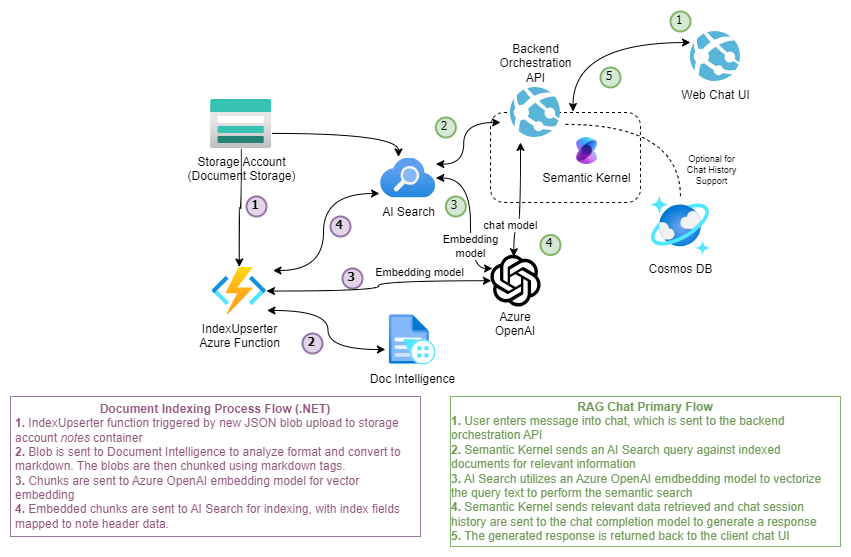 1
Backend
Orchestration
API
5
Web Chat UI
2
Storage Account
(Document Storage)
Semantic Kernel
Optional for
Chat History
Support
AI Search
1
4
3
chat model
Embedding
model
4
3
Embedding model
Cosmos DB
IndexUpserter
Azure Function
Azure
OpenAI
2
Doc Intelligence
Document Indexing Process Flow (.NET)
1. IndexUpserter function triggered by new JSON blob upload to storage
account notes container
2. Blob is sent to Document Intelligence to analyze format and convert to
markdown. The blobs are then chunked using markdown tags.
3. Chunks are sent to Azure OpenAI embedding model for vector
embedding
4. Embedded chunks are sent to AI Search for indexing, with index fields
mapped to note header data.
RAG Chat Primary Flow
1. User enters message into chat, which is sent to the backend
orchestration API
2. Semantic Kernel sends an AI Search query against indexed
documents for relevant information
3. AI Search utilizes an Azure OpenAI emdbedding model to vectorize
the query text to perform the semantic search
4. Semantic Kernel sends relevant data retrieved and chat session
history are sent to the chat completion model to generate a response
5. The generated response is returned back to the client chat UI